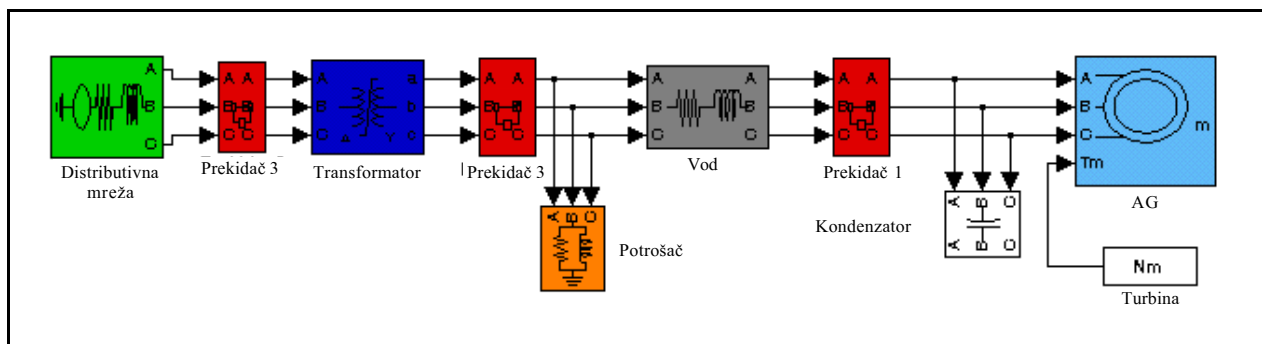 A
B
C
A A
B B
C C
A
B
C
a
b
c
A A
B B
C C
A
B
C
A
B
C
A A
B B
C C
A
B
C
m
Tm
Distributivna
mreža
Prekidač 3
Transformator
Prekidač 3
Vod
Prekidač 1
AG
A B C
Potrošač
Kondenzator
A B C
A B C
Nm
Turbina